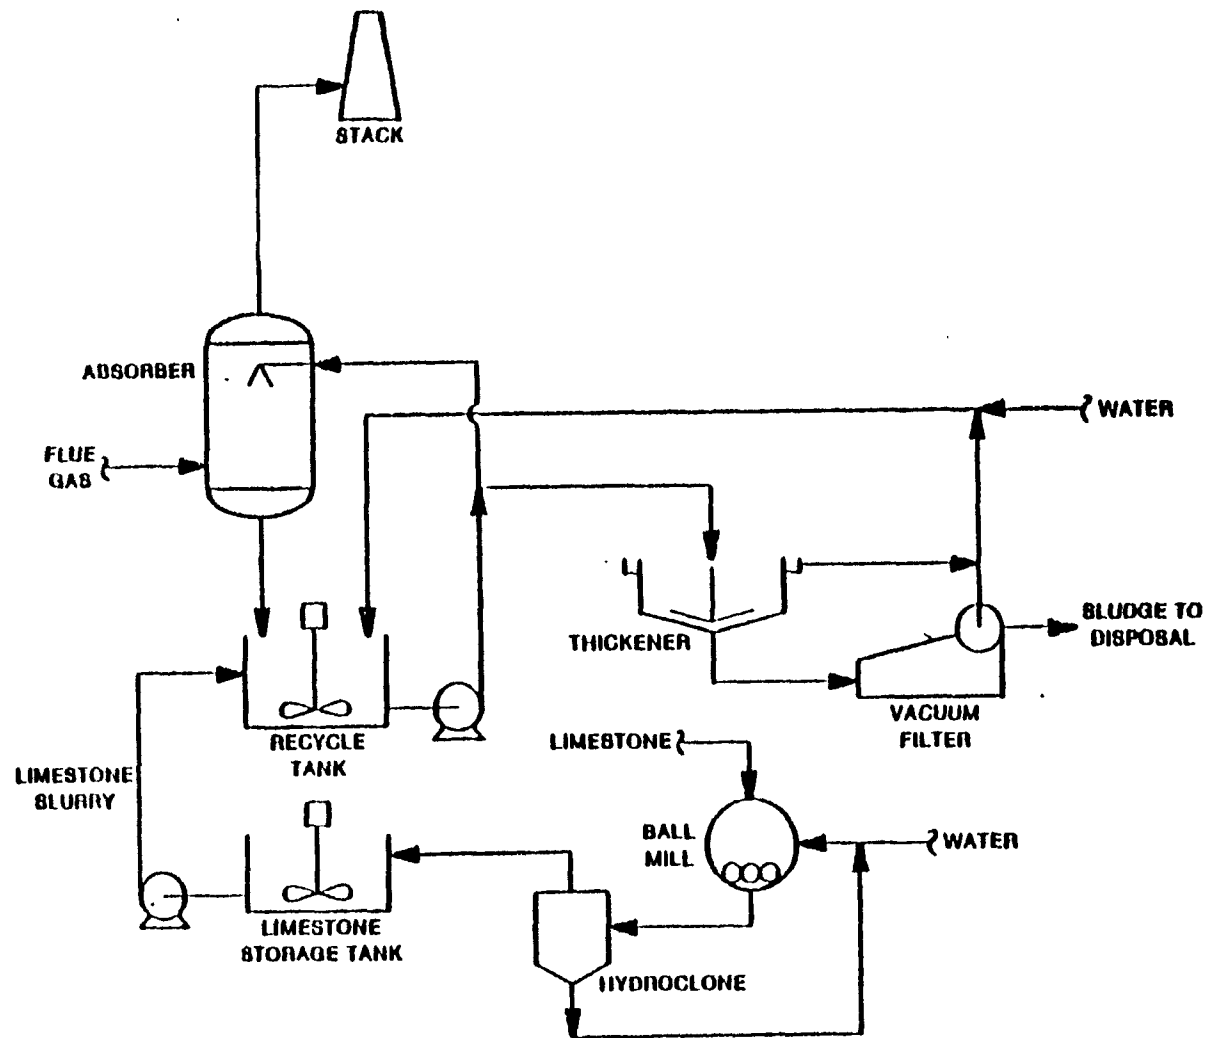 STACK
ABSORBER
FLUE
GAS
WATER
THICKENER
SLUDGE TO
DISPOSAL
VACUUM
FILTER
RECYCLE
TANK
LIMESTONE
SLURRY
LIMESTONE
BALL
MILL
WATER
LIMESTONE
STORAGE TANK
HYDROCLONE